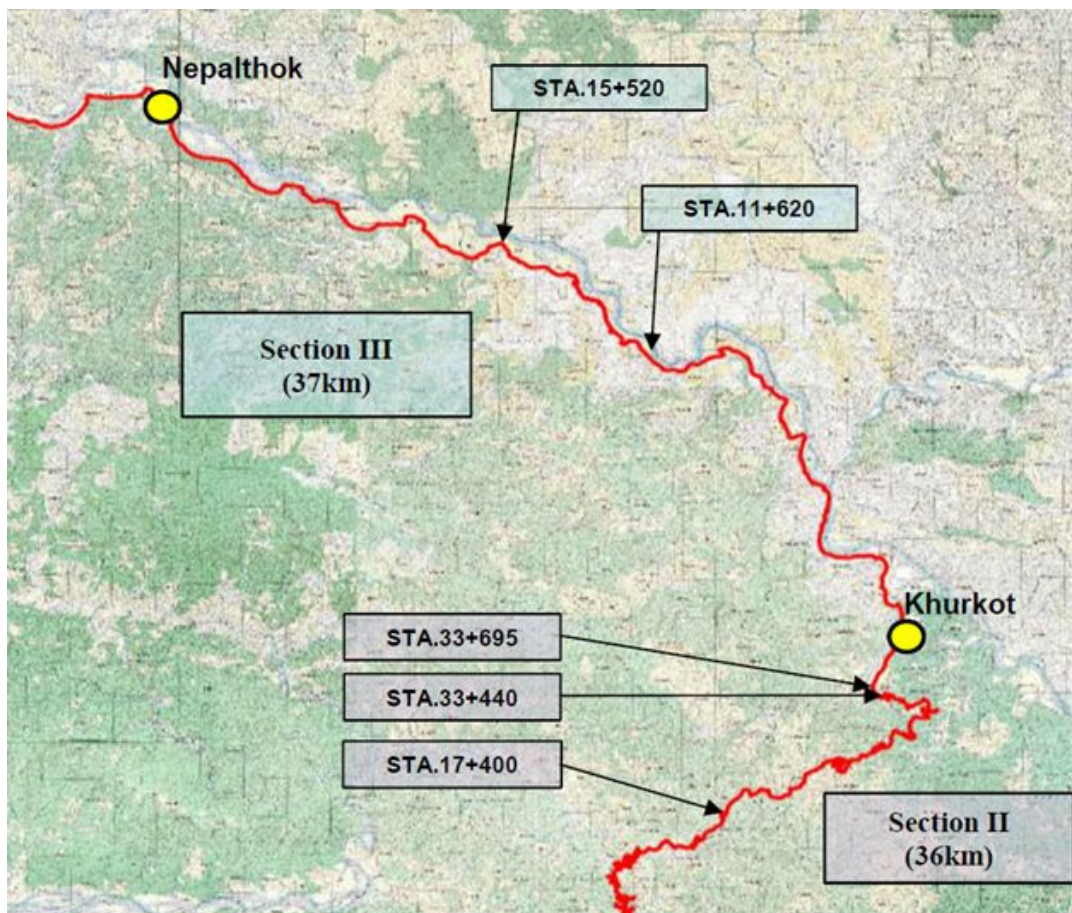 Nepalthok
STA.15+520
STA.11+620
Section III
(37km)
Khurkot
STA.33+695
STA.33+440
STA.17+400
Section II
(36km)